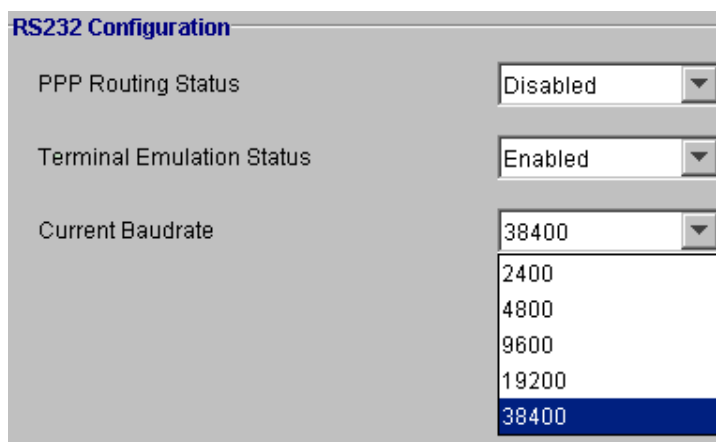 RS232 Configuration
PPP Routing Status Disabled
Terminal Emulation Status Enabled
Current Baudrate 38400
2400
4800
9600
19200
38400